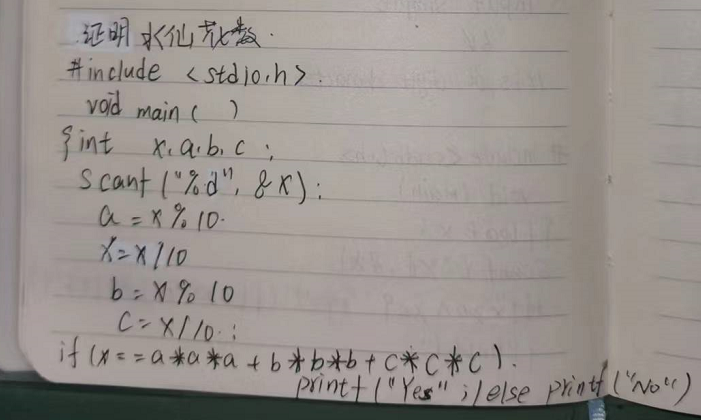 证明水仙花数.
#include <stdio.h>
void main( )
{int x,a,b,c;
scanf("%d", &x);
a=x%10.
x=x/10
b=x%10
c=x/10.;
if(x==a*a*a+b*b*b+c*c*c).
printf("Yes";)else printf("No")